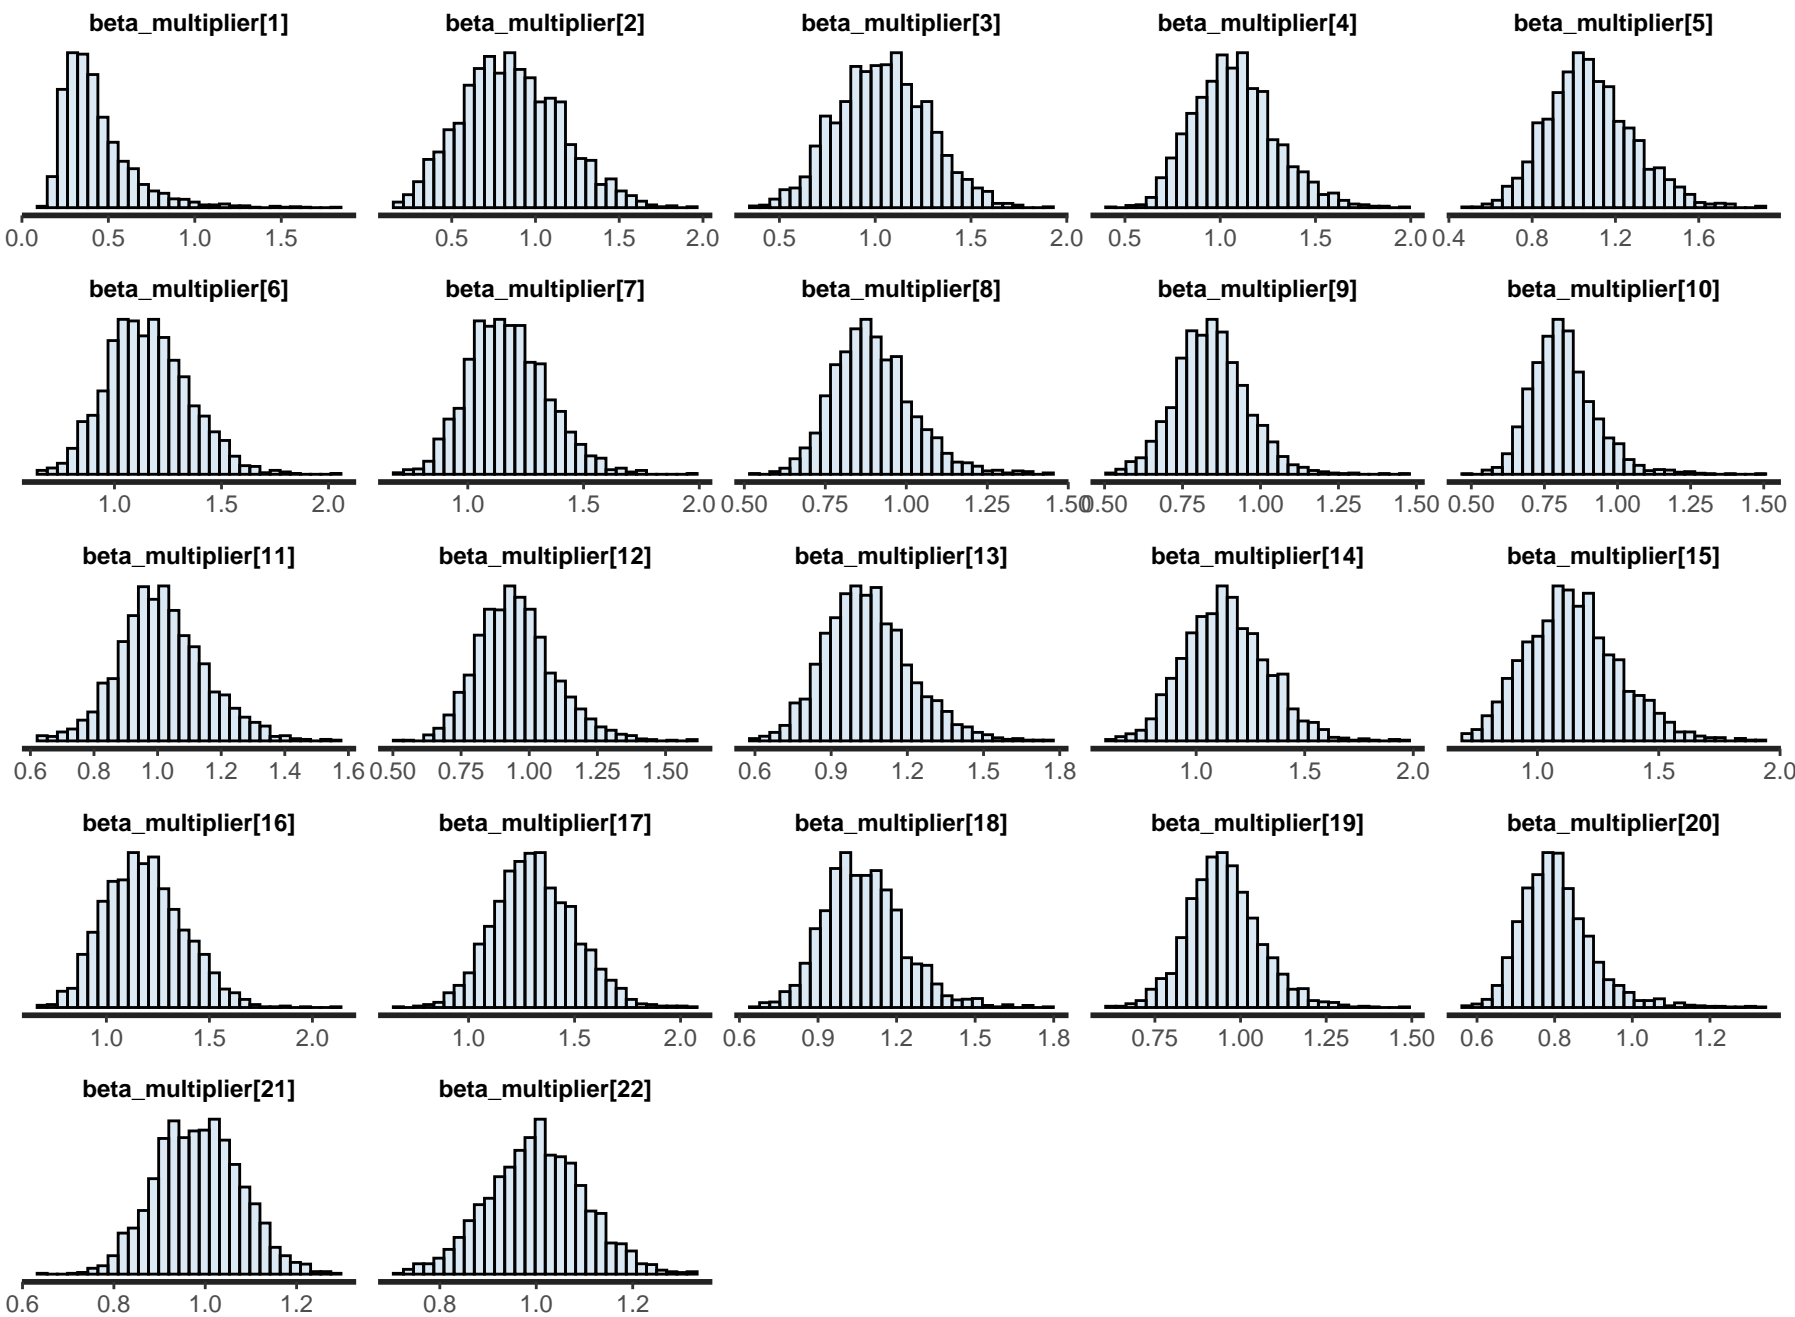 beta_multiplier[1] beta_multiplier[2] beta_multiplier[3] beta_multiplier[4] beta_multiplier[5]
0.0 0.5 1.0 1.5 0.5 1.0 1.5 2.0 0.5 1.0 1.5 2.0 0.5 1.0 1.5 2.0 0.4 0.8 1.2 1.6
beta_multiplier[6] beta_multiplier[7] beta_multiplier[8] beta_multiplier[9] beta_multiplier[10]
1.0 1.5 2.0 1.0 1.5 2.0 0.50 0.75 1.00 1.25 1.50 0.50 0.75 1.00 1.25 1.50 0.50 0.75 1.00 1.25 1.50
beta_multiplier[11] beta_multiplier[12] beta_multiplier[13] beta_multiplier[14] beta_multiplier[15]
0.6 0.8 1.0 1.2 1.4 1.6 0.50 0.75 1.00 1.25 1.50 0.6 0.9 1.2 1.5 1.8 1.0 1.5 2.0 1.0 1.5 2.0
beta_multiplier[16] beta_multiplier[17] beta_multiplier[18] beta_multiplier[19] beta_multiplier[20]
1.0 1.5 2.0 1.0 1.5 2.0 0.6 0.9 1.2 1.5 1.8 0.75 1.00 1.25 1.50 0.6 0.8 1.0 1.2
beta_multiplier[21] beta_multiplier[22]
0.6 0.8 1.0 1.2 0.8 1.0 1.2